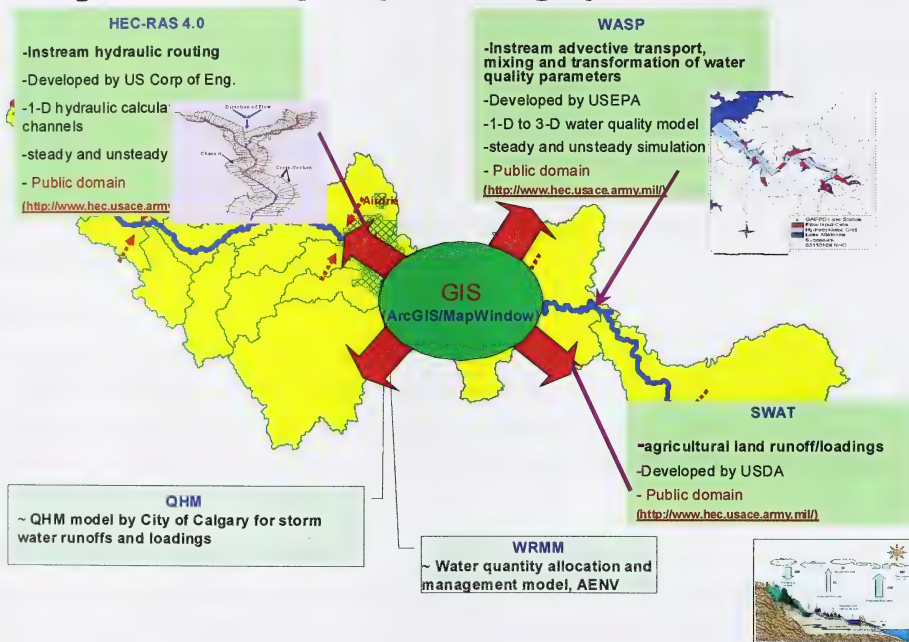 HEC-RAS 4.0
-Instream hydraulic routing
-Developed by US Corp of Eng.
-1-D hydraulic
channels
-steady and unsteady
- Public domain
(http://www.hec.usace.army
Direction of Flow
WASP
-Instream advective transport,
mixing and transformation of water
quality parameters
-Developed by USEPA
-1-D to 3-D water quality model
-steady and unsteady simulation
- Public domain
(http://www.hec.usace.army.mil/)
Airdrie
GIS
(ArcGIS/MapWindow)
SWAT
-agricultural land runoff/loadings
-Developed by USDA
- Public domain
(http://www.hec.usace.army.mil/)
QHM
~ QHM model by City of Calgary for storm
water runoffs and loadings
WRMM
~ Water quantity allocation and
management model, AENV